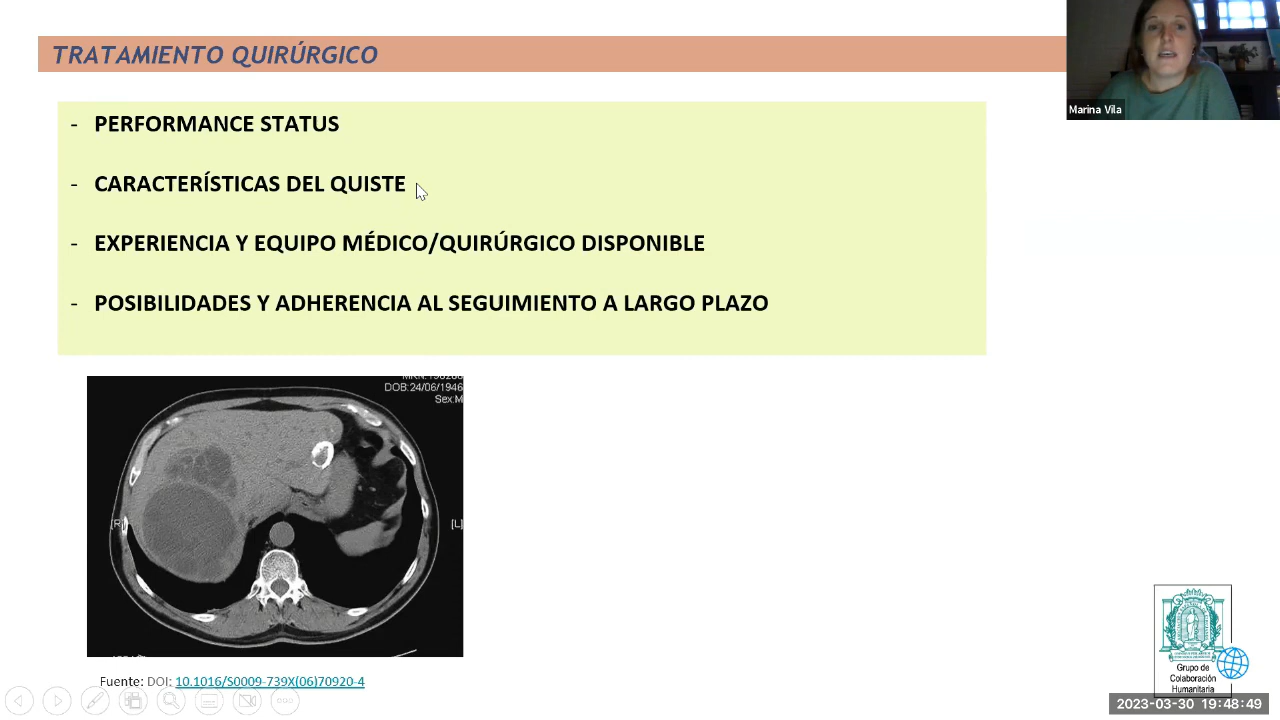 TRATAMIENTO QUIRÚRGICO
Marina Vila
- PERFORMANCE STATUS
- CARACTERÍSTICAS DEL QUISTE
- EXPERIENCIA Y EQUIPO MÉDICO/QUIRÚRGICO DISPONIBLE
- POSIBILIDADES Y ADHERENCIA AL SEGUIMIENTO A LARGO PLAZO
DOB:24/06/1946
Sex:M
[R]
[L]
Fuente: DOI: 10.1016/S0009-739X(06)70920-4
Grupo de
Colaboración
Humanitaria
2023-03-30 19:48:49